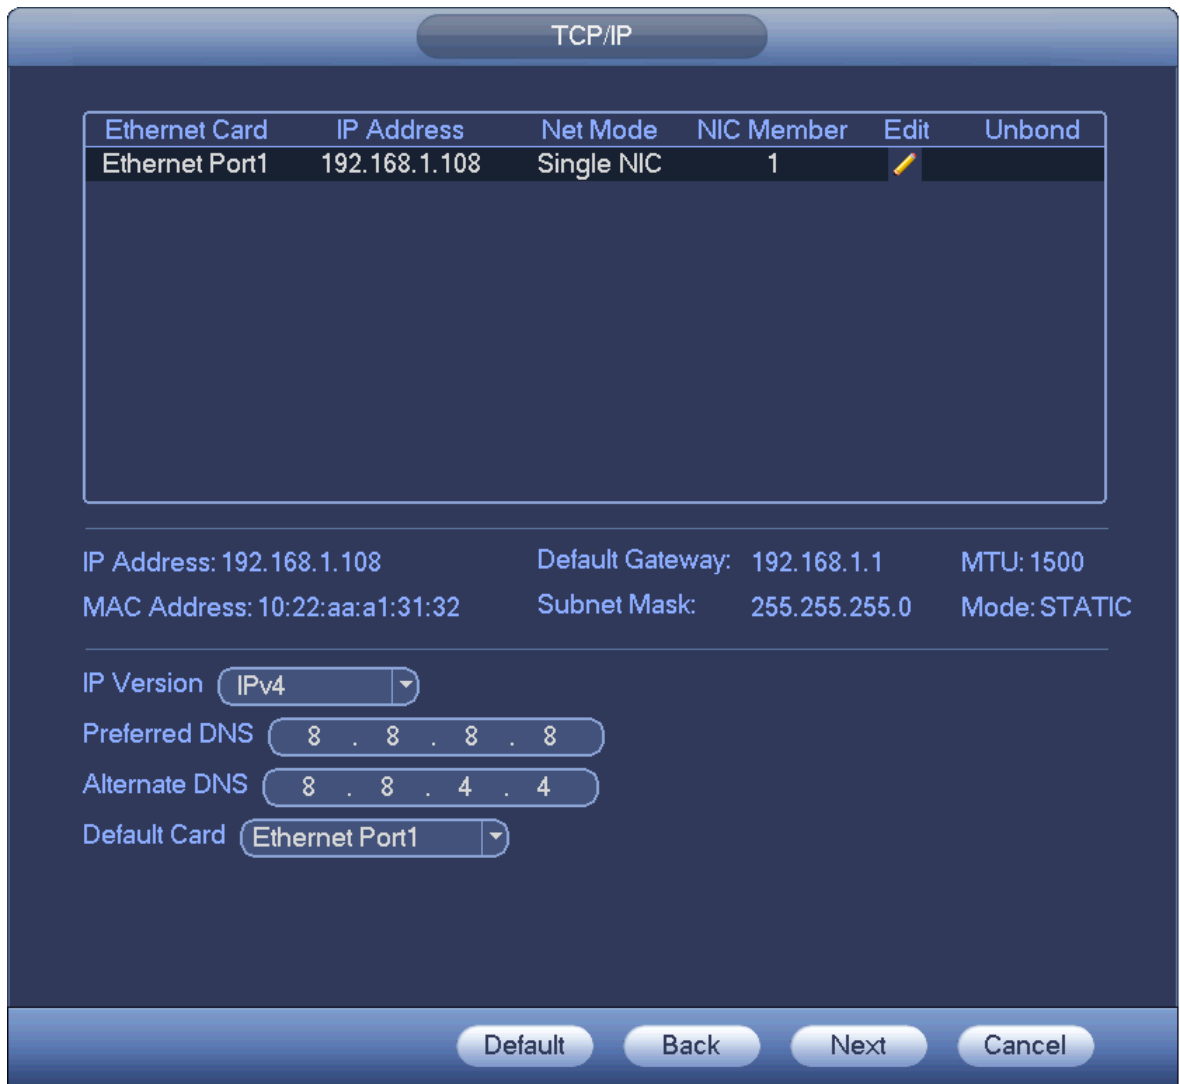 TCP/IP
Ethernet Card IP Address Net Mode NIC Member Edit Unbond
Ethernet Port1 192.168.1.108 Single NIC 1
IP Address: 192.168.1.108 Default Gateway: 192.168.1.1 MTU: 1500
MAC Address: 10:22:aa:a1:31:32 Subnet Mask: 255.255.255.0 Mode: STATIC
IP Version IPv4
Preferred DNS 8 . 8 . 8 . 8
Alternate DNS 8 . 8 . 4 . 4
Default Card Ethernet Port1
Default Back Next Cancel